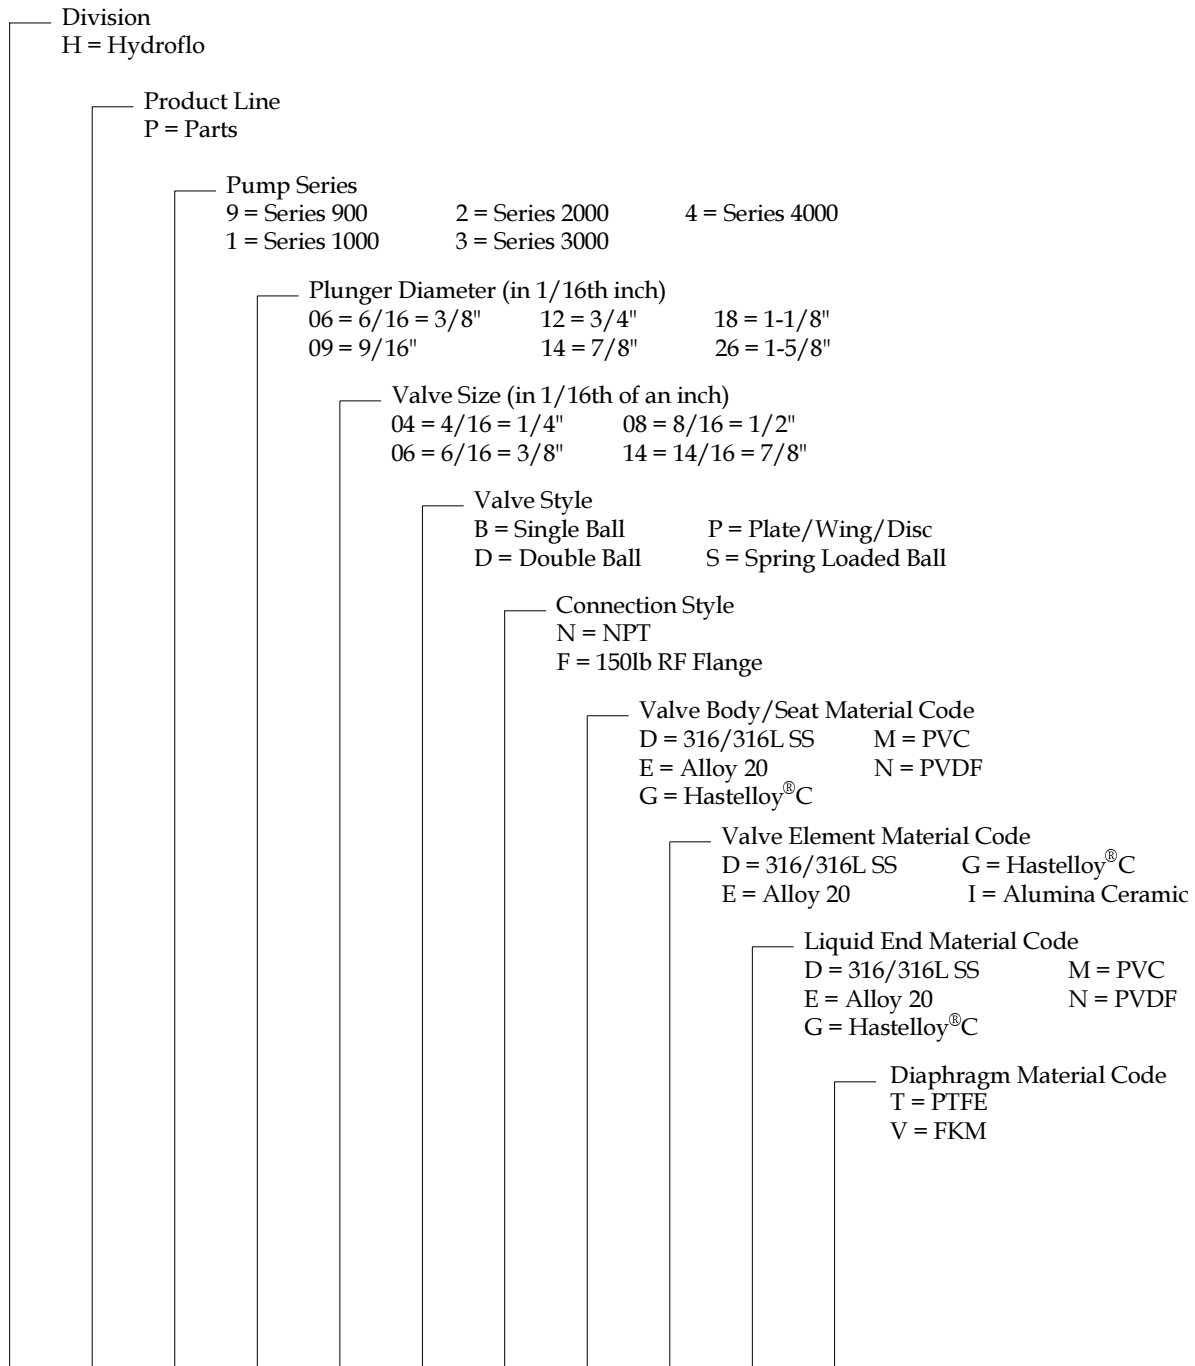 Division
H = Hydroflo
Product Line
P = Parts
Pump Series
9 = Series 900 2 = Series 2000 4 = Series 4000
1 = Series 1000 3 = Series 3000
Plunger Diameter (in 1/16th inch)
06 = 6/16 = 3/8" 12 = 3/4" 18 = 1-1/8"
09 = 9/16" 14 = 7/8" 26 = 1-5/8"
Valve Size (in 1/16th of an inch)
04 = 4/16 = 1/4" 08 = 8/16 = 1/2"
06 = 6/16 = 3/8" 14 = 14/16 = 7/8"
Valve Style
B = Single Ball P = Plate/Wing/Disc
D = Double Ball S = Spring Loaded Ball
Connection Style
N = NPT
F = 150lb RF Flange
Valve Body/Seat Material Code
D = 316/316L SS M = PVC
E = Alloy 20 N = PVDF
G = Hastelloy®C
Valve Element Material Code
D = 316/316L SS G = Hastelloy®C
E = Alloy 20 I = Alumina Ceramic
Liquid End Material Code
D = 316/316L SS M = PVC
E = Alloy 20 N = PVDF
G = Hastelloy®C
Diaphragm Material Code
T = PTFE
V = FKM